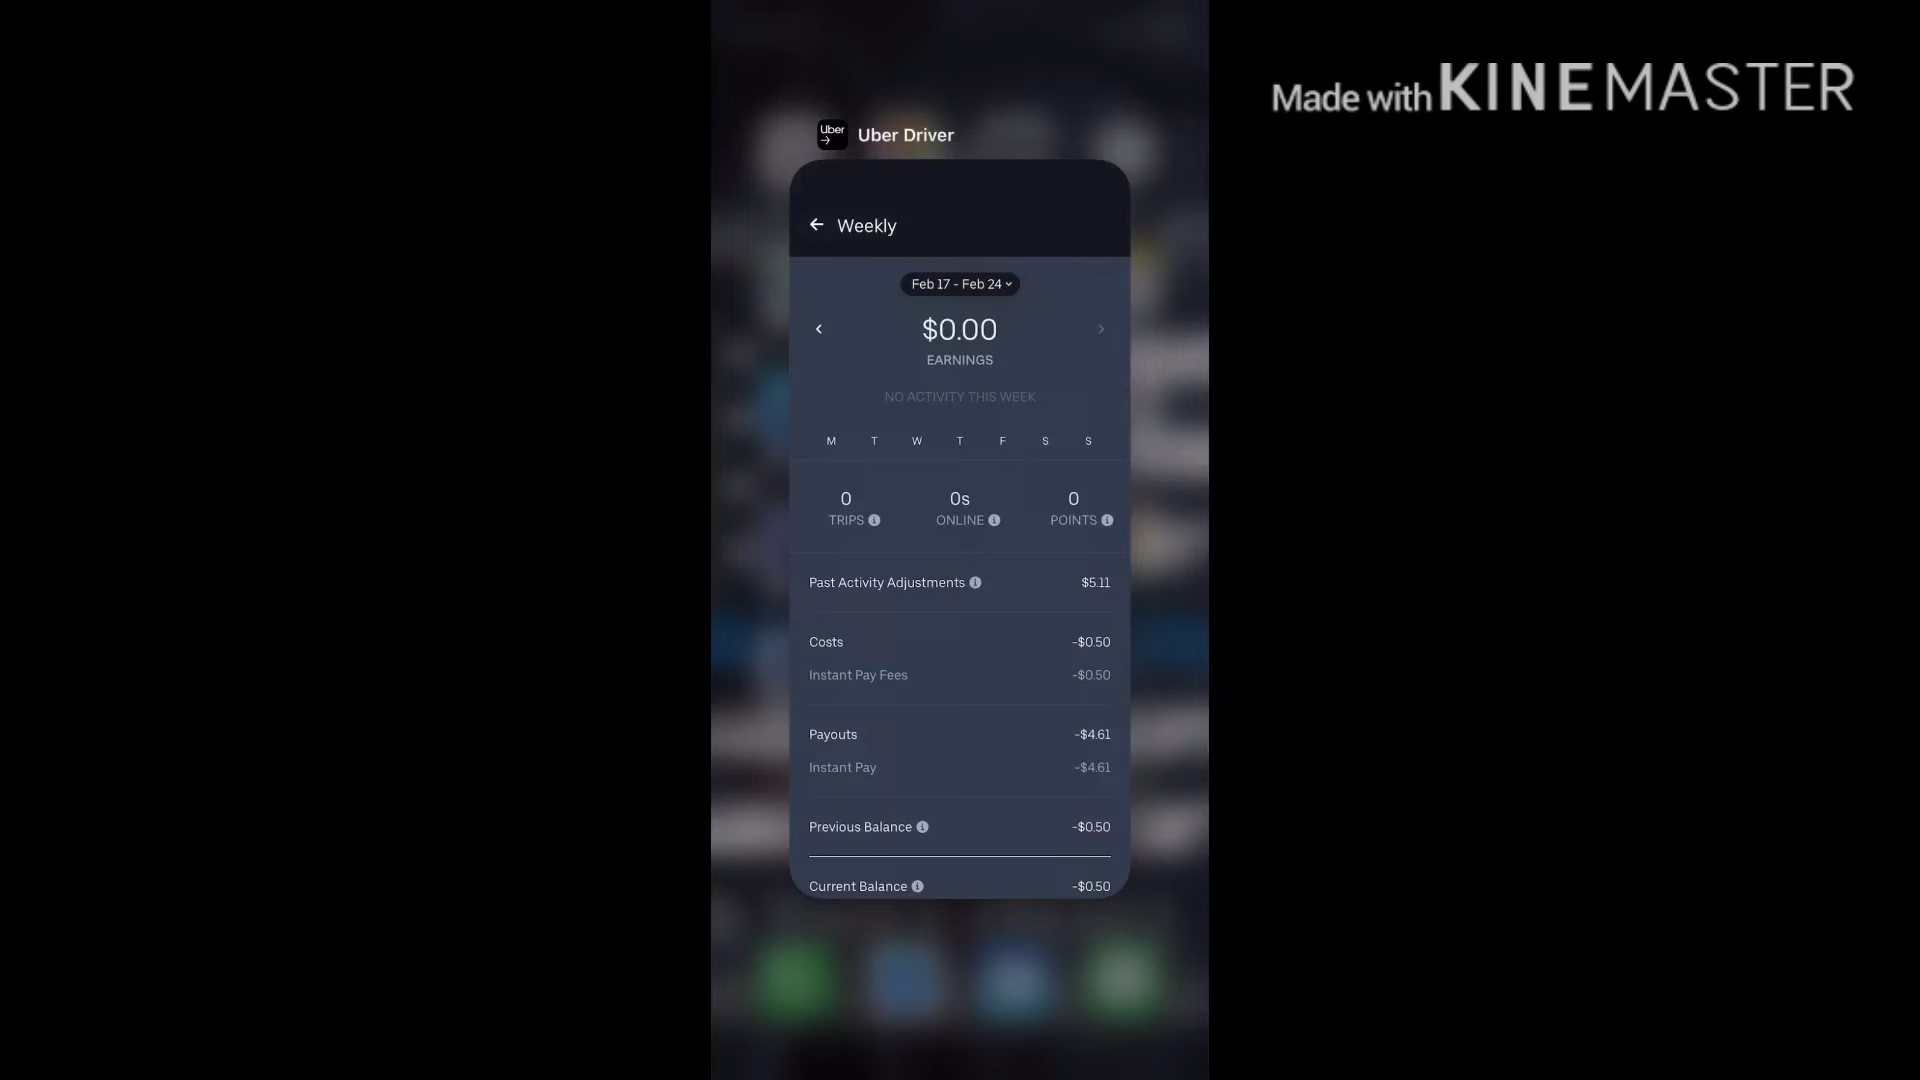 Made with KINEMASTER
Uber
Uber Driver
Weekly
Feb 17 - Feb 24
$0.00
EARNINGS
NO ACTIVITY THIS WEEK
M T W T F S S
0 0s 0
TRIPS ONLINE POINTS
Past Activity Adjustments $5.11
Costs -$0.50
Instant Pay Fees -$0.50
Payouts -$4.61
Instant Pay -$4.61
Previous Balance -$0.50
Current Balance -$0.50